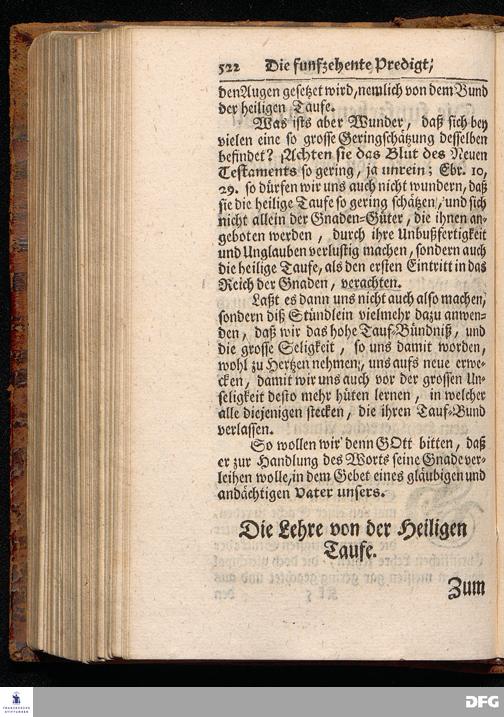 522 Die funfzehente Predigt,
den Augen gesetzet wird, nemlich von dem Bund
der heiligen Taufe.
Was ists aber Wunder, daß sich bey
vielen eine so grosse Geringschätzung desselben
befindet? Achten sie das Blut des Neuen
Testaments so gering, ja unrein; Ebr. 10,
29. so dürfen wir uns auch nicht wundern, daß
sie die heilige Taufe so gering schätzen, und sich
nicht allein der Gnaden-Güter, die ihnen an-
geboten werden, durch ihre Unbußfertigkeit
und Unglauben verlustig machen, sondern auch
die heilige Taufe, als den ersten Eintritt in das
Reich der Gnaden, verachten.
Laßt es dann uns nicht auch also machen,
sondern diß Stündlein vielmehr dazu anwen-
den, daß wir das hohe Tauf-Bündniß, und
die grosse Seligkeit, so uns damit worden,
wohl zu Hertzen nehmen, uns aufs neue erwe-
cken, damit wir uns auch vor der grossen Un-
seligkeit desto mehr hüten lernen, in welcher
alle diejenigen stecken, die ihren Tauf-Bund
verlassen.
So wollen wir denn GOtt bitten, daß
er zur Handlung des Worts seine Gnade ver-
leihen wolle, in dem Gebet eines gläubigen und
andächtigen Vater unsers.
Die Lehre von der Heiligen
Taufe.
Zum
FRANCKESCHE
STIFTUNGEN
DFG